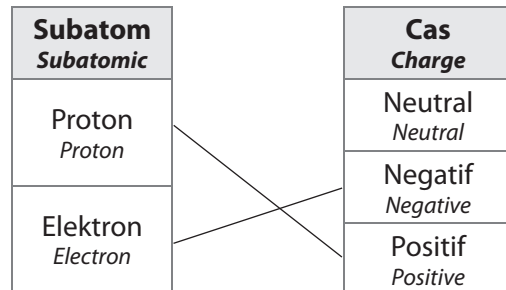 Subatom
Subatomic
Proton
Proton
Elektron
Electron
Cas
Charge
Neutral
Neutral
Negatif
Negative
Positif
Positive